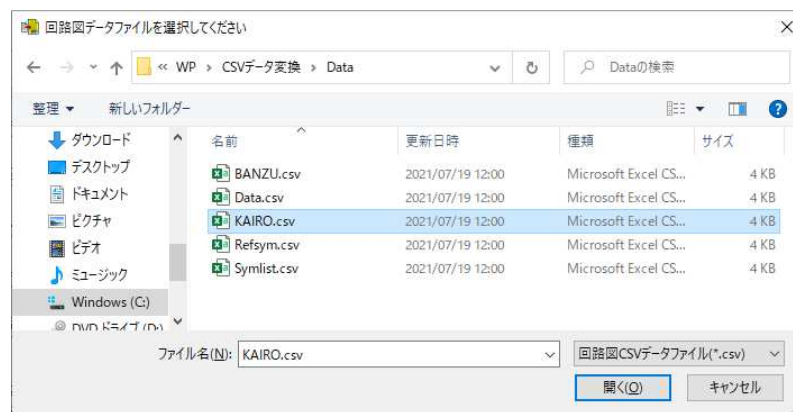 回路図データファイルを選択してください
« WP › CSVデータ変換 › Data
Dataの検索
整理 新しいフォルダー
ダウンロード
デスクトップ
ドキュメント
ピクチャ
ビデオ
ミュージック
Windows (C:)
DVD ドライブ (D:)
名前 更新日時 種類 サイズ
BANZU.csv 2021/07/19 12:00 Microsoft Excel CS... 4 KB
Data.csv 2021/07/19 12:00 Microsoft Excel CS... 4 KB
KAIRO.csv 2021/07/19 12:00 Microsoft Excel CS... 4 KB
Refsym.csv 2021/07/19 12:00 Microsoft Excel CS... 4 KB
Symlist.csv 2021/07/19 12:00 Microsoft Excel CS... 4 KB
ファイル名(N): KAIRO.csv 回路図CSVデータファイル(*.csv)
開く(O) キャンセル